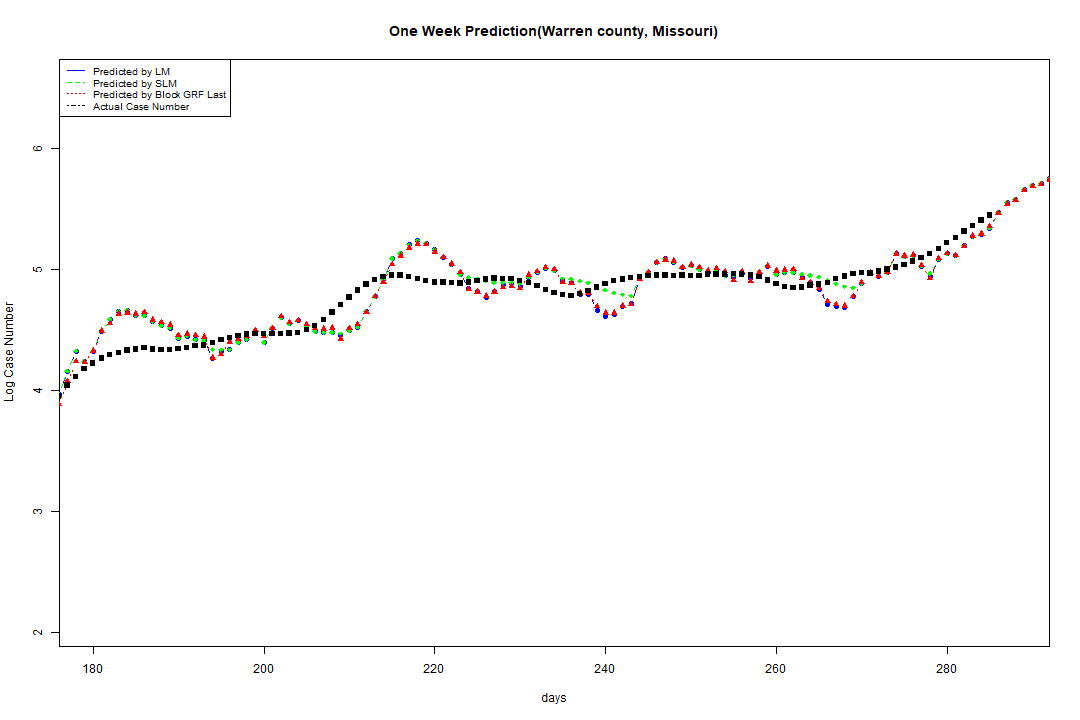 One Week Prediction(Warren county, Missouri)
Predicted by LM
Predicted by SLM
Predicted by Block GRF Last
Actual Case Number
6
5
4
3
2
Log Case Number
180 200 220 240 260 280
days